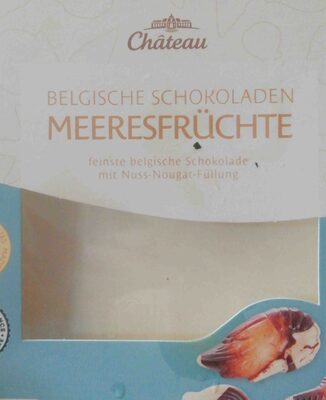 Château
BELGISCHE SCHOKOLADEN
MEERESFRÜCHTE
feinste belgische Schokolade
mit Nuss-Nougat-Füllung